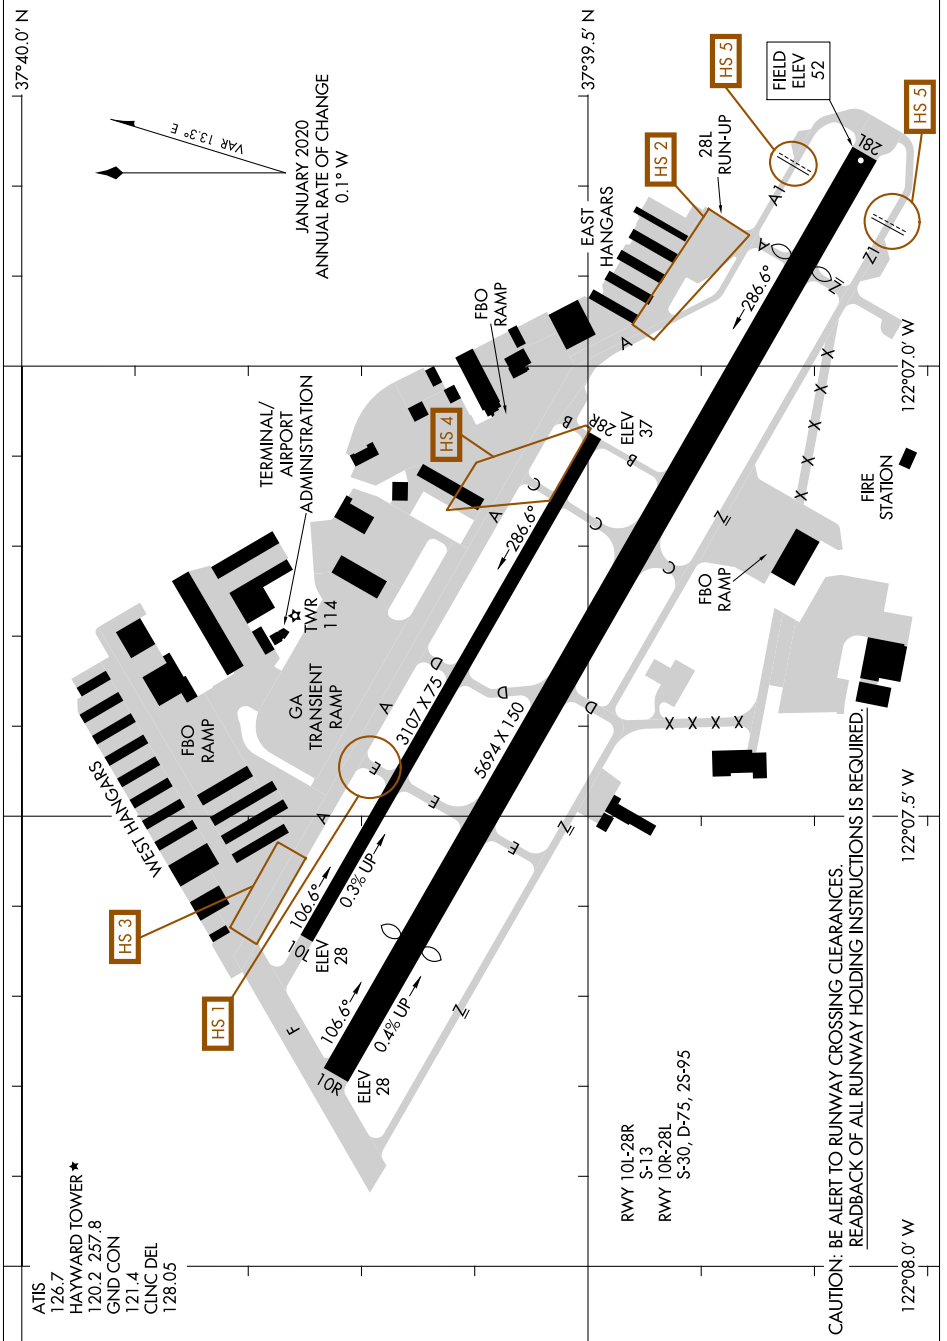 ATIS
126.7
HAYWARD TOWER★
120.2 257.8
GND CON
121.4
CLNC DEL
128.05
37°40.0' N
37°39.5' N
VAR 13.3° E
JANUARY 2020
ANNUAL RATE OF CHANGE
0.1° W
HS 5
FIELD
ELEV
52
HS 5
HS 2
28L
RUN-UP
EAST
HANGARS
A1
28L
A
Z1
Z
286.6°
A
FBO
RAMP
122°07.0' W
TERMINAL/
AIRPORT
ADMINISTRATION
HS 4
B
28R
ELEV
37
B
X
X
X
X
X
C
A
286.6°
C
Z
FIRE
STATION
C
FBO
RAMP
TWR
114
D
3107 X 75
D
5694 X 150
D
A
GA
TRANSIENT
RAMP
FBO
RAMP
X
X
X
X
E
E
E
Z
A
WEST HANGARS
122°07.5' W
HS 3
106.6°
0.3% UP
10L
ELEV
28
HS 1
F
106.6°
0.4% UP
10R
ELEV
28
Z
RWY 10L-28R
S-13
RWY 10R-28L
S-30, D-75, 2S-95
CAUTION: BE ALERT TO RUNWAY CROSSING CLEARANCES.
READBACK OF ALL RUNWAY HOLDING INSTRUCTIONS IS REQUIRED.
122°08.0' W